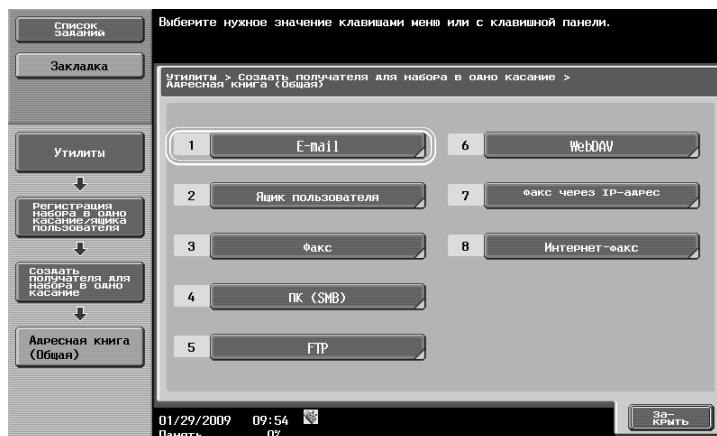 Список
заданий
Выберите нужное значение клавишами меню или с клавишной панели.
Закладка
Утилиты > Создать получателя для набора в одно касание >
Адресная книга (Общая)
Утилиты
Регистрация
набора в одно
касание/ящика
пользователя
Создать
получателя для
набора в одно
касание
Адресная книга
(Общая)
1 E-mail
2 Ящик пользователя
3 Факс
4 ПК (SMB)
5 FTP
6 WebDAV
7 Факс через IP-адрес
8 Интернет-факс
01/29/2009 09:54
Память 0%
За-
крыть